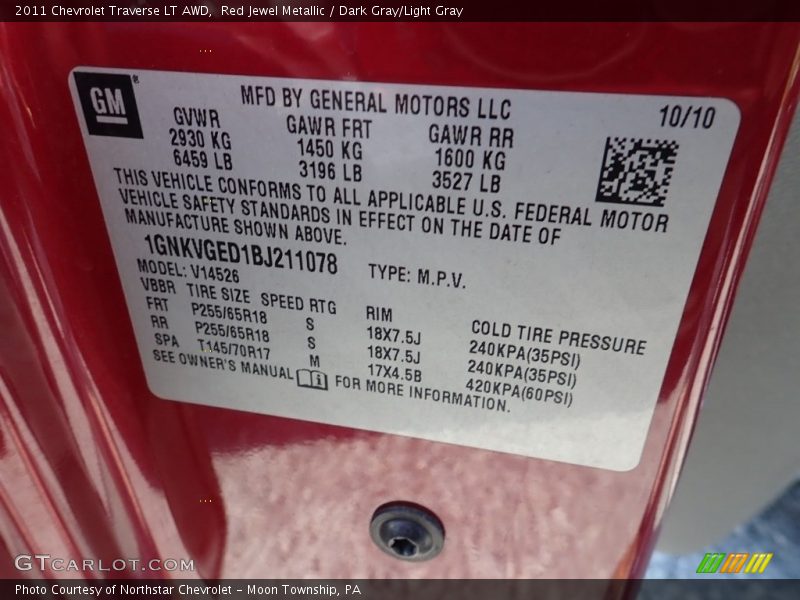 2011 Chevrolet Traverse LT AWD, Red Jewel Metallic / Dark Gray/Light Gray
GM®
MFD BY GENERAL MOTORS LLC 10/10
GVWR GAWR FRT GAWR RR
2930 KG 1450 KG 1600 KG
6459 LB 3196 LB 3527 LB
THIS VEHICLE CONFORMS TO ALL APPLICABLE U.S. FEDERAL MOTOR
VEHICLE SAFETY STANDARDS IN EFFECT ON THE DATE OF
MANUFACTURE SHOWN ABOVE.
1GNKVGED1BJ211078 TYPE: M.P.V.
MODEL: V14526
VBBR TIRE SIZE SPEED RTG RIM COLD TIRE PRESSURE
FRT P255/65R18 S 18X7.5J 240KPA(35PSI)
RR P255/65R18 S 18X7.5J 240KPA(35PSI)
SPA T145/70R17 M 17X4.5B 420KPA(60PSI)
SEE OWNER'S MANUAL FOR MORE INFORMATION.
GTCARLOT.COM
Photo Courtesy of Northstar Chevrolet - Moon Township, PA